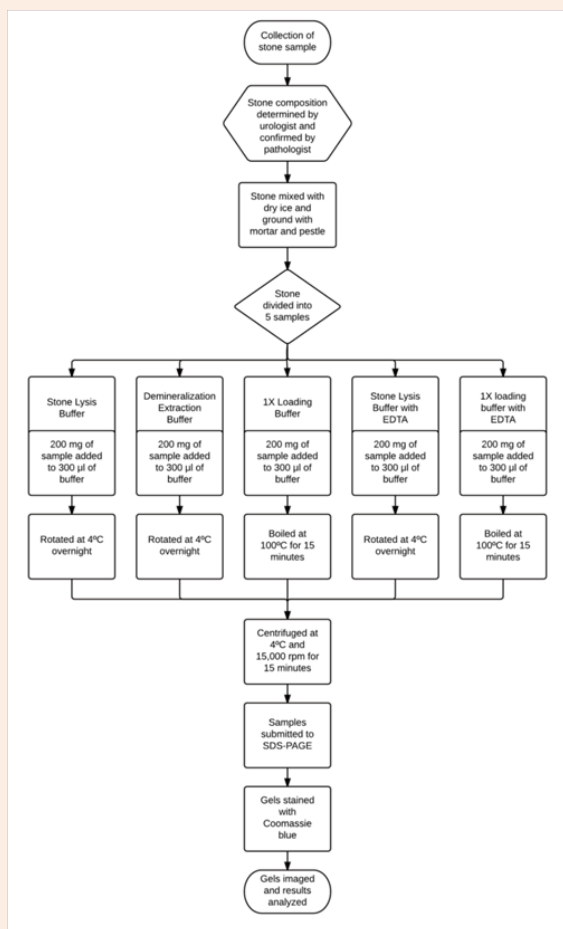 Collection of
stone sample
Stone composition
determined by
urologist and
confirmed by
pathologist
Stone mixed with
dry ice and
ground with
mortar and pestle
Stone
divided into
5 samples
Stone Lysis
Buffer
200 mg of
sample added
to 300 µl of
buffer
Rotated at 4ºC
overnight
Demineralization
Extraction
Buffer
200 mg of
sample added
to 300 µl of
buffer
Rotated at 4ºC
overnight
1X Loading
Buffer
200 mg of
sample added
to 300 µl of
buffer
Boiled at
100ºC for 15
minutes
Stone Lysis
Buffer with
EDTA
200 mg of
sample added
to 300 µl of
buffer
Rotated at 4ºC
overnight
1X loading
buffer with
EDTA
200 mg of
sample added
to 300 µl of
buffer
Boiled at
100ºC for 15
minutes
Centrifuged at
4ºC and
15,000 rpm for
15 minutes
Samples
submitted to
SDS-PAGE
Gels stained
with
Coomassie
blue
Gels imaged
and results
analyzed